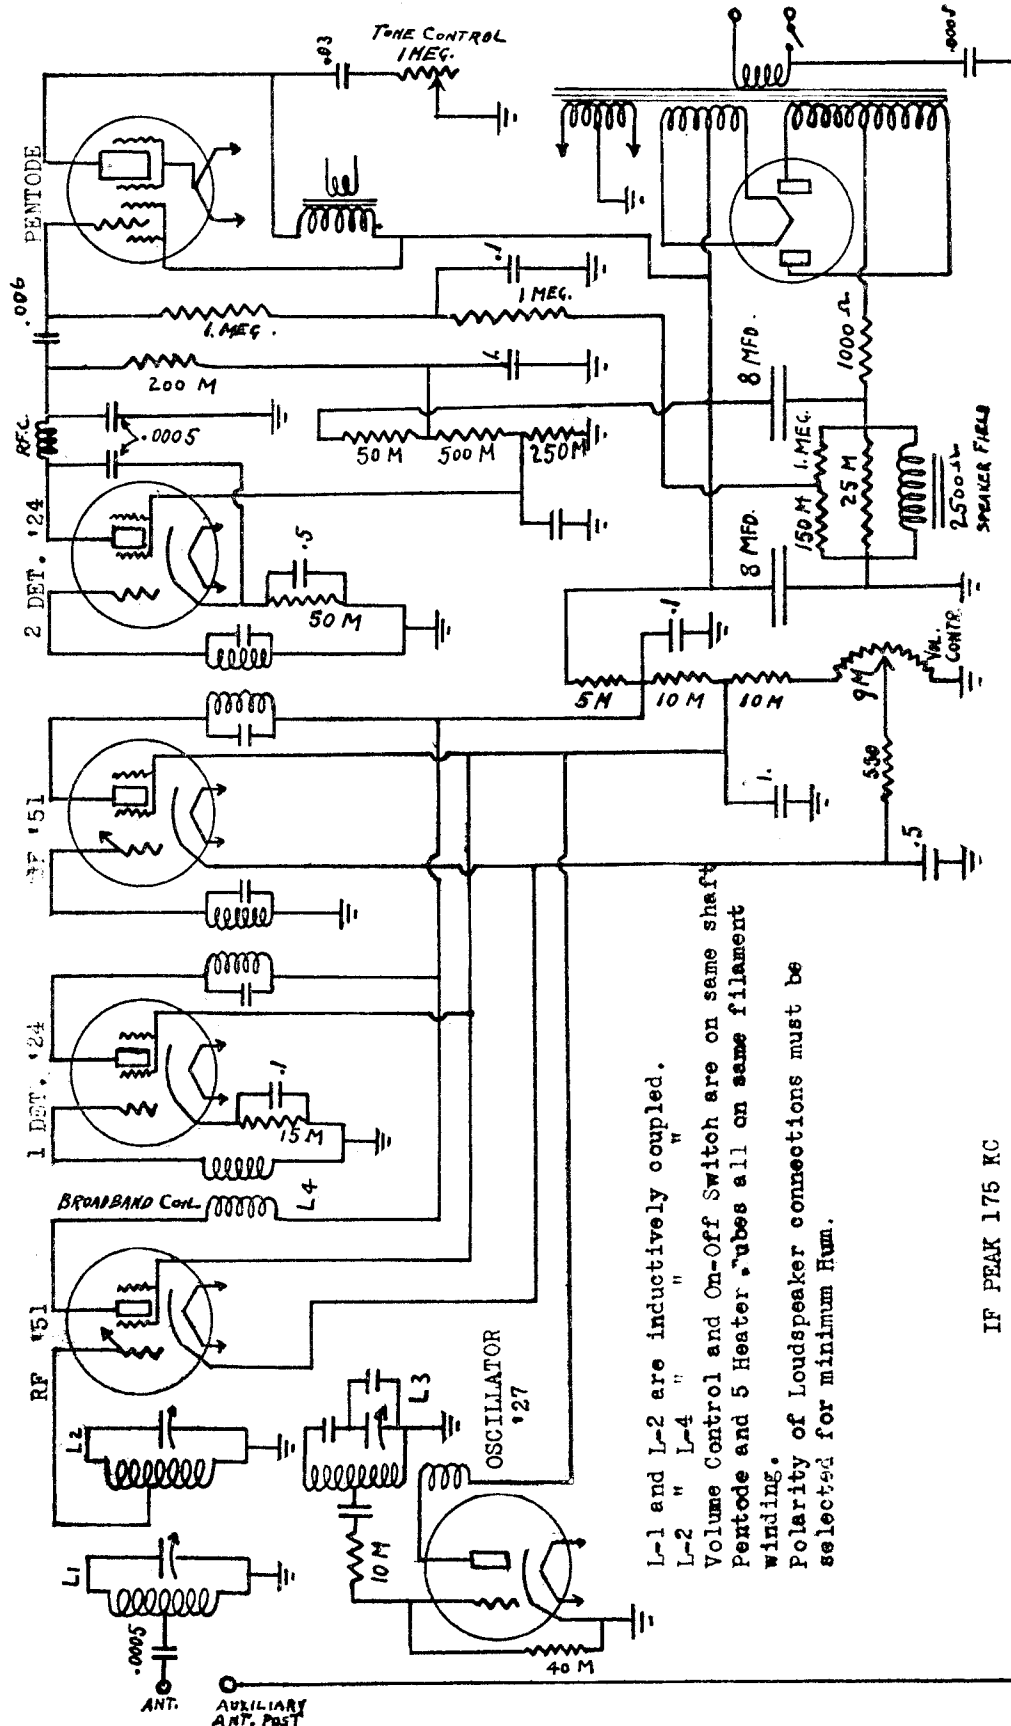 TONE CONTROL
1 MEG.
.03
.0005
PENTODE
.006
1. MEG.
.1
1 MEG.
200 M
1.
R.F.C.
.0005
50 M
500 M
250 M
8 MFD.
1000 Ω
1. MEG.
150 M
25 M
2500 Ω
SPEAKER FIELD
2 DET. '24
.5
50 M
8 MFD.
.1
5 M
10 M
10 M
9 M
VOL.
CONTR.
550
.5
1.
'51
1 DET. '24
.1
15 M
BROADBAND COIL
L4
RF '51
L2
L3
OSCILLATOR
'27
10 M
40 M
L1
.0005
ANT.
AUXILIARY
ANT. POST
L-1 and L-2 are inductively coupled.
L-2 " L-4 " " "
Volume Control and On-Off Switch are on same shaft
Pentode and 5 Heater Tubes all on same filament
winding.
Polarity of Loudspeaker connections must be
selected for minimum Hum.
IF PEAK 175 KC